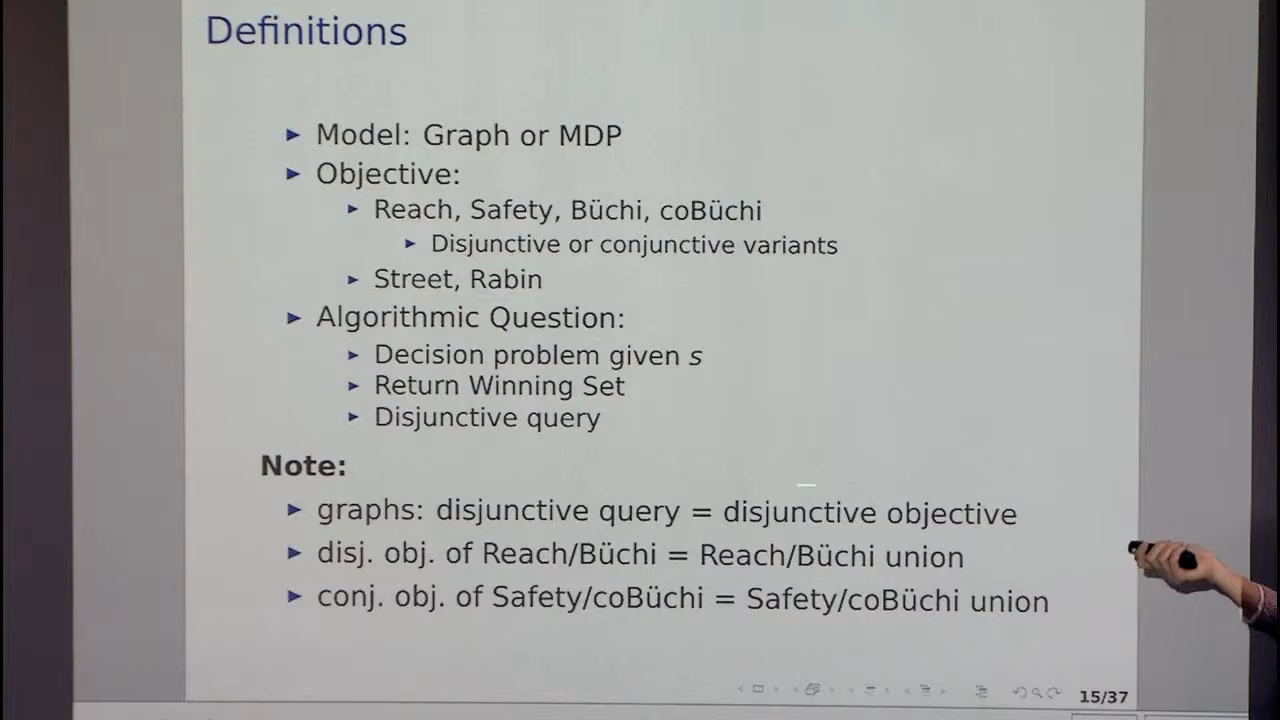 Definitions
Model: Graph or MDP
Objective:
Reach, Safety, Büchi, coBüchi
Disjunctive or conjunctive variants
Street, Rabin
Algorithmic Question:
Decision problem given s
Return Winning Set
Disjunctive query
Note:
graphs: disjunctive query = disjunctive objective
disj. obj. of Reach/Büchi = Reach/Büchi union
conj. obj. of Safety/coBüchi = Safety/coBüchi union
15/37